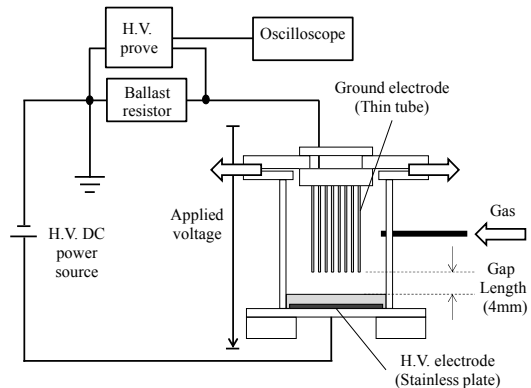 H.V.
prove
Oscilloscope
Ballast
resistor
Ground electrode
(Thin tube)
Applied
voltage
Gas
H.V. DC
power
source
Gap
Length
(4mm)
H.V. electrode
(Stainless plate)